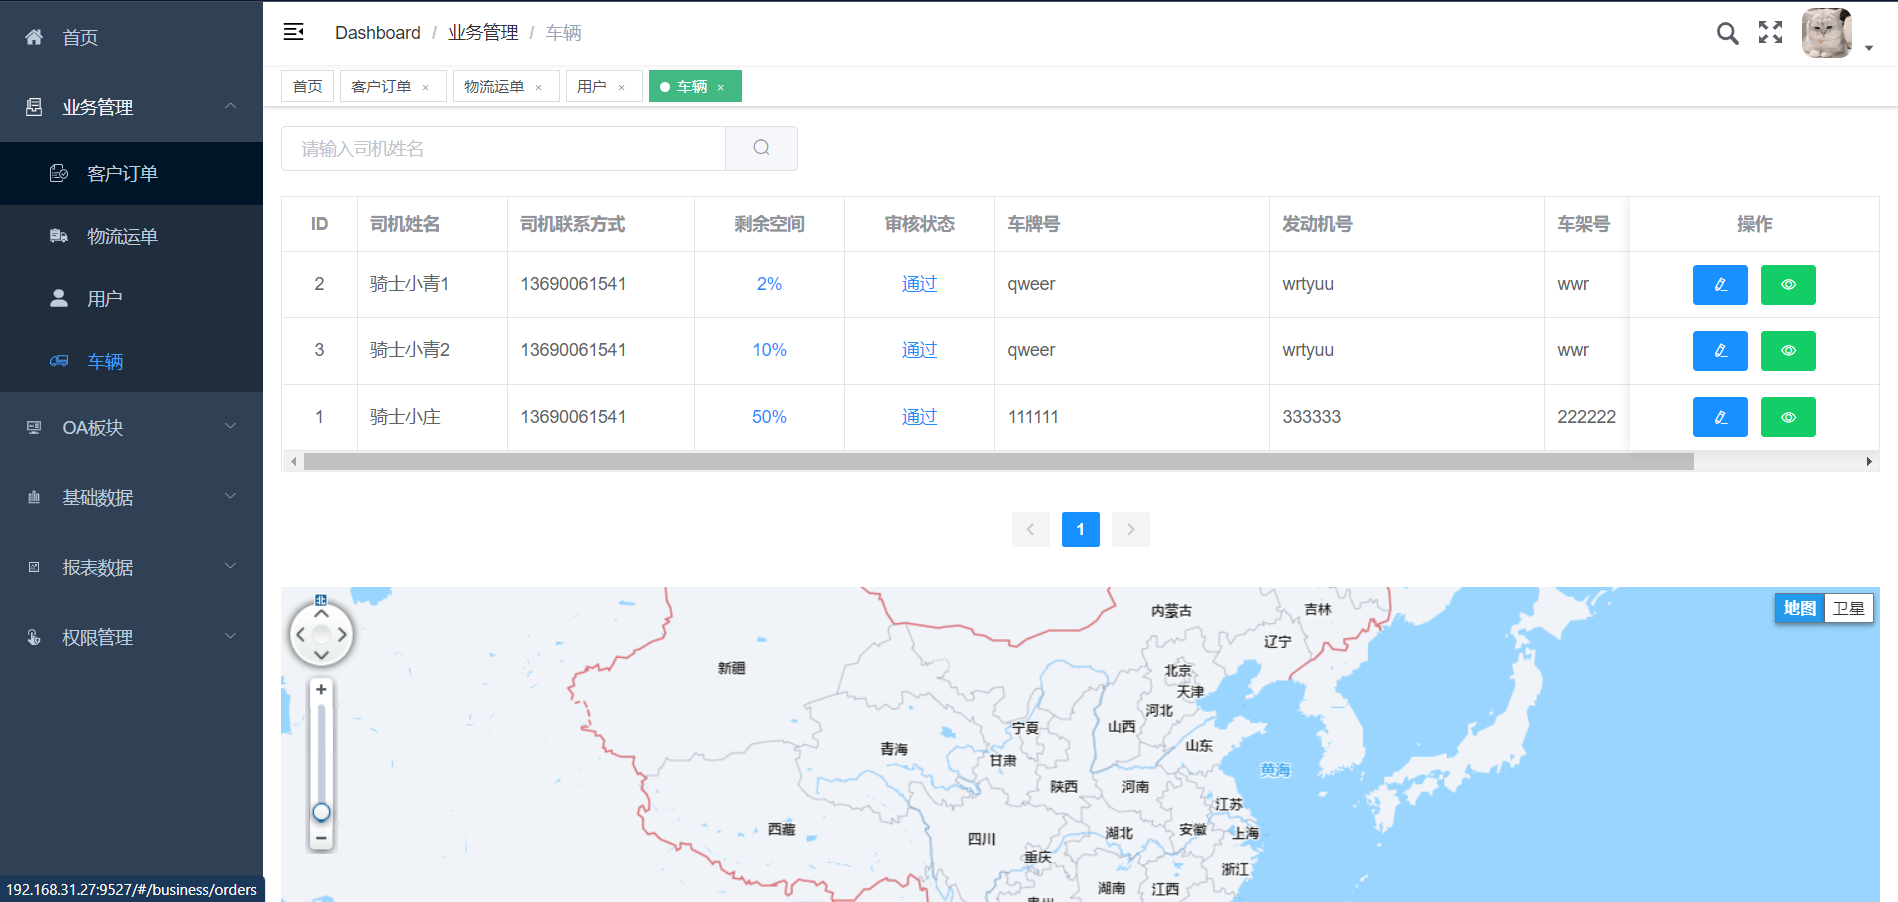 首页
业务管理
客户订单
物流运单
用户
车辆
OA板块
基础数据
报表数据
权限管理
192.168.31.27:9527/#/business/orders
Dashboard / 业务管理 / 车辆
首页 客户订单 × 物流运单 × 用户 × 车辆 ×
请输入司机姓名
ID 司机姓名 司机联系方式 剩余空间 审核状态 车牌号 发动机号 车架号 操作
2 骑士小青1 13690061541 2% 通过 qweer wrtyuu wwr
3 骑士小青2 13690061541 10% 通过 qweer wrtyuu wwr
1 骑士小庄 13690061541 50% 通过 111111 333333 222222
1
北
地图 卫星
内蒙古
吉林
辽宁
新疆
北京
天津
河北
宁夏
山西
青海
山东
甘肃
黄海
陕西
河南
江苏
西藏
四川
湖北
安徽
上海
重庆
浙江
湖南
江西
贵州